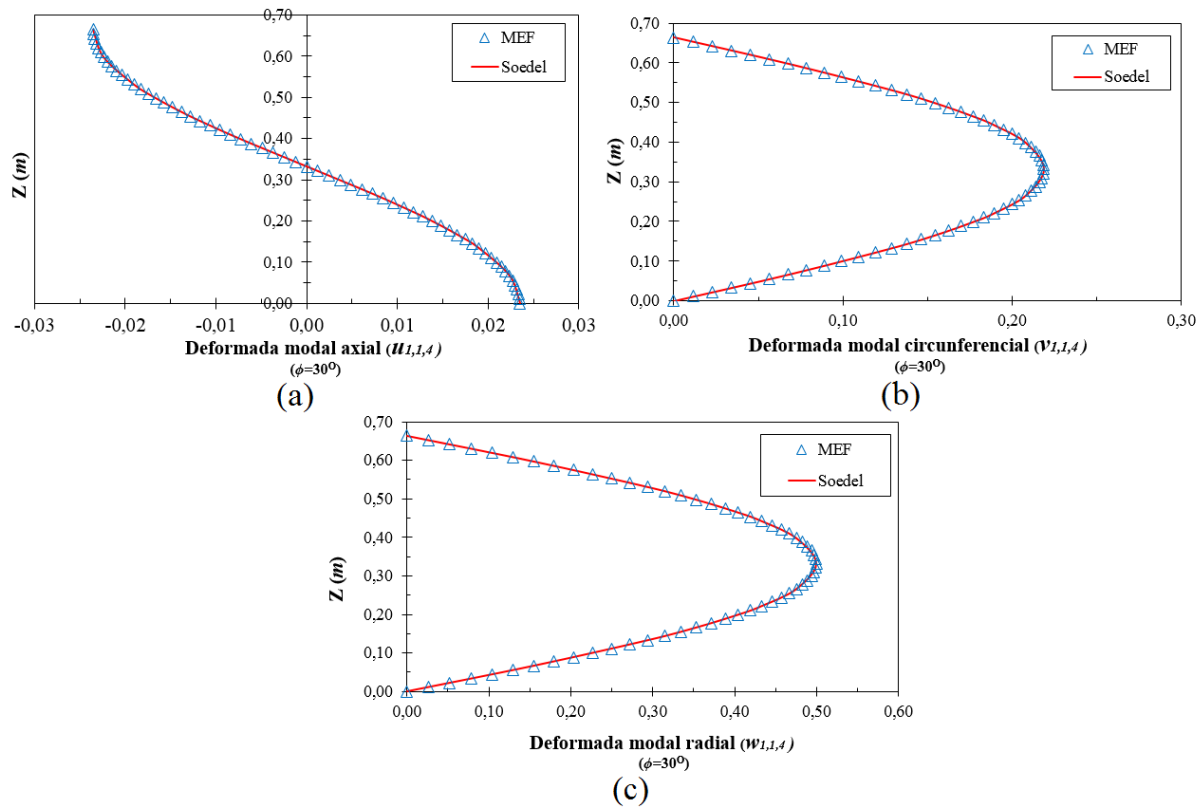 0,70
0,60
0,50
0,40
0,30
0,20
0,10
0,00
-0,03
-0,02
-0,01
0,00
0,01
0,02
0,03
Z (m)
MEF
Soedel
Deformada modal axial (u1,1,4)
(ϕ=30º)
(a)
0,70
0,60
0,50
0,40
0,30
0,20
0,10
0,00
0,00
0,10
0,20
0,30
Z (m)
MEF
Soedel
Deformada modal circunferencial (v1,1,4)
(ϕ=30º)
(b)
0,70
0,60
0,50
0,40
0,30
0,20
0,10
0,00
0,00
0,10
0,20
0,30
0,40
0,50
0,60
Z (m)
MEF
Soedel
Deformada modal radial (w1,1,4)
(ϕ=30º)
(c)